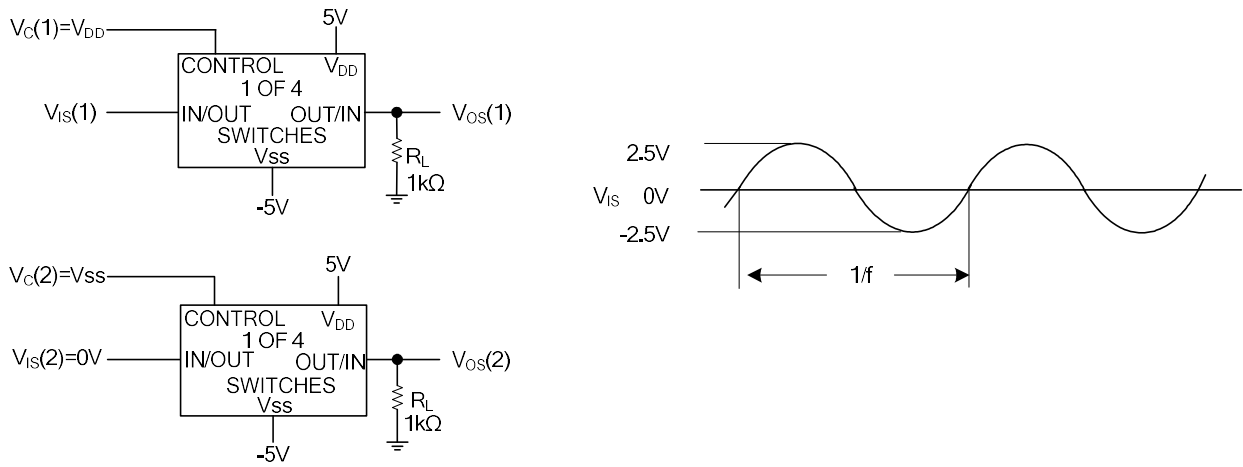 V_C(1)=V_DD
5V
CONTROL V_DD
1 OF 4
V_IS(1) IN/OUT OUT/IN V_OS(1)
SWITCHES
Vss
R_L
1kΩ
-5V
V_C(2)=Vss
5V
CONTROL V_DD
1 OF 4
V_IS(2)=0V IN/OUT OUT/IN V_OS(2)
SWITCHES
Vss
R_L
1kΩ
-5V
2.5V
V_IS 0V
-2.5V
1/f